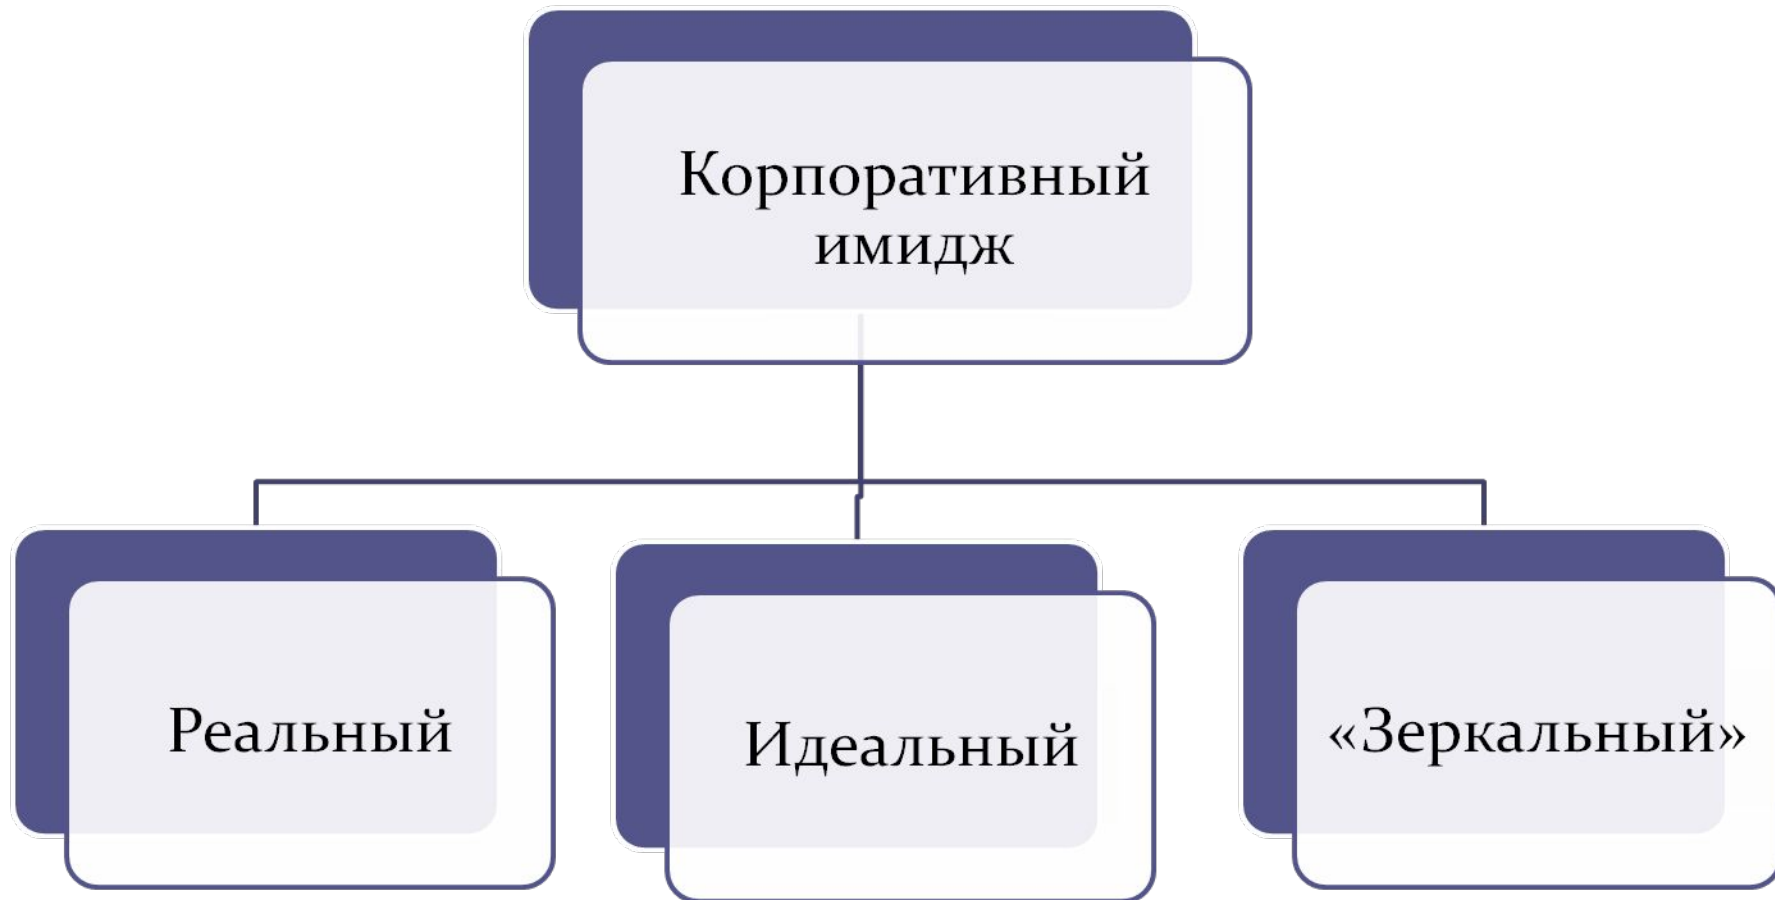 Корпоративный
имидж
Реальный
Идеальный
«Зеркальный»